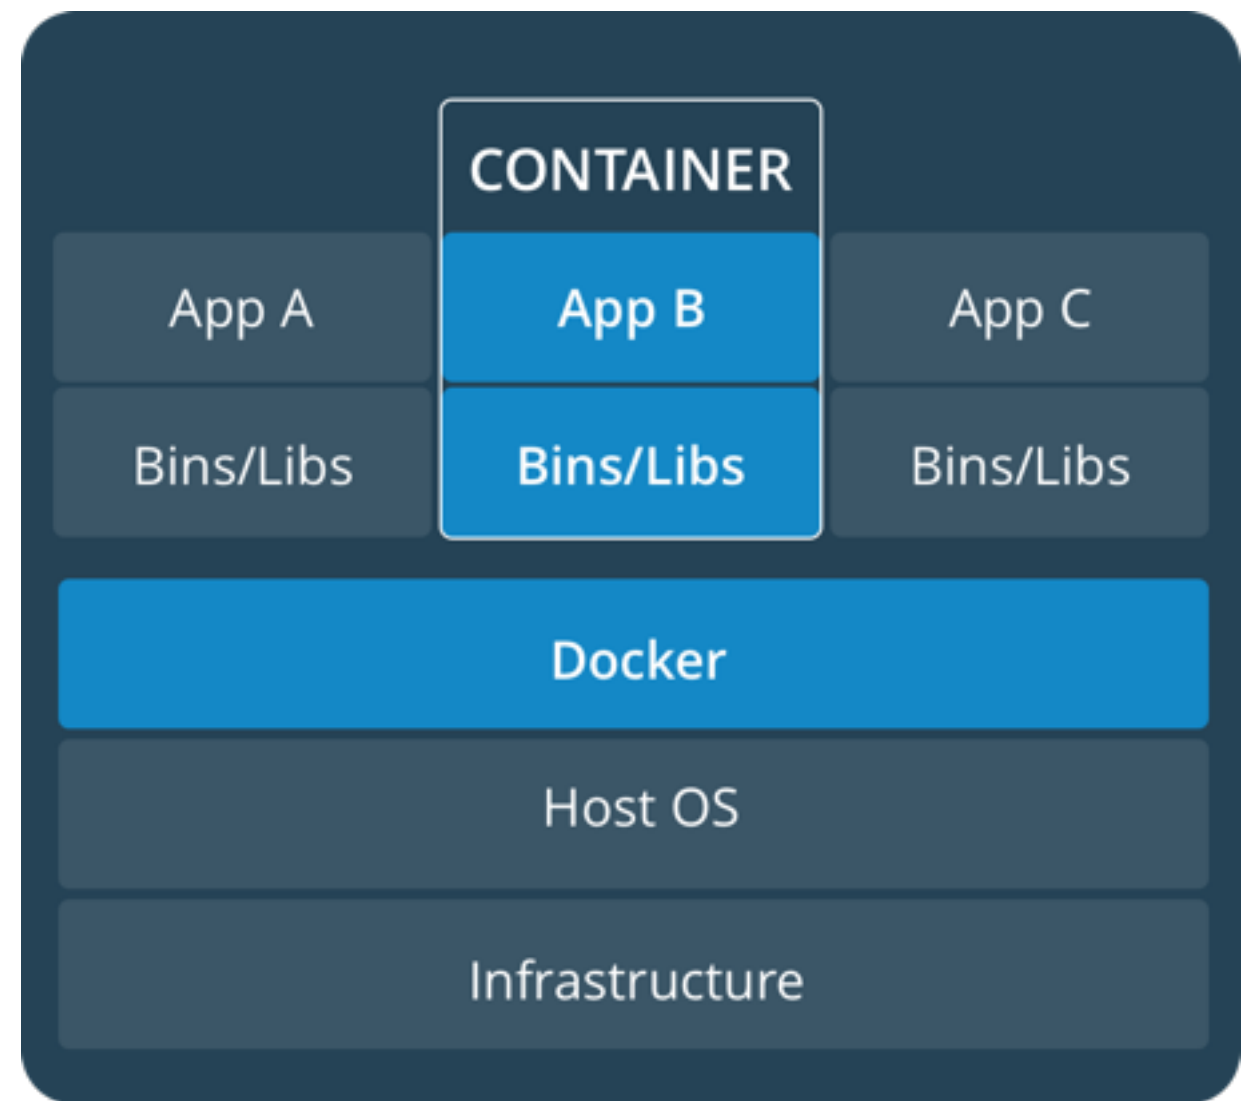 CONTAINER
App A App B App C
Bins/Libs Bins/Libs Bins/Libs
Docker
Host OS
Infrastructure